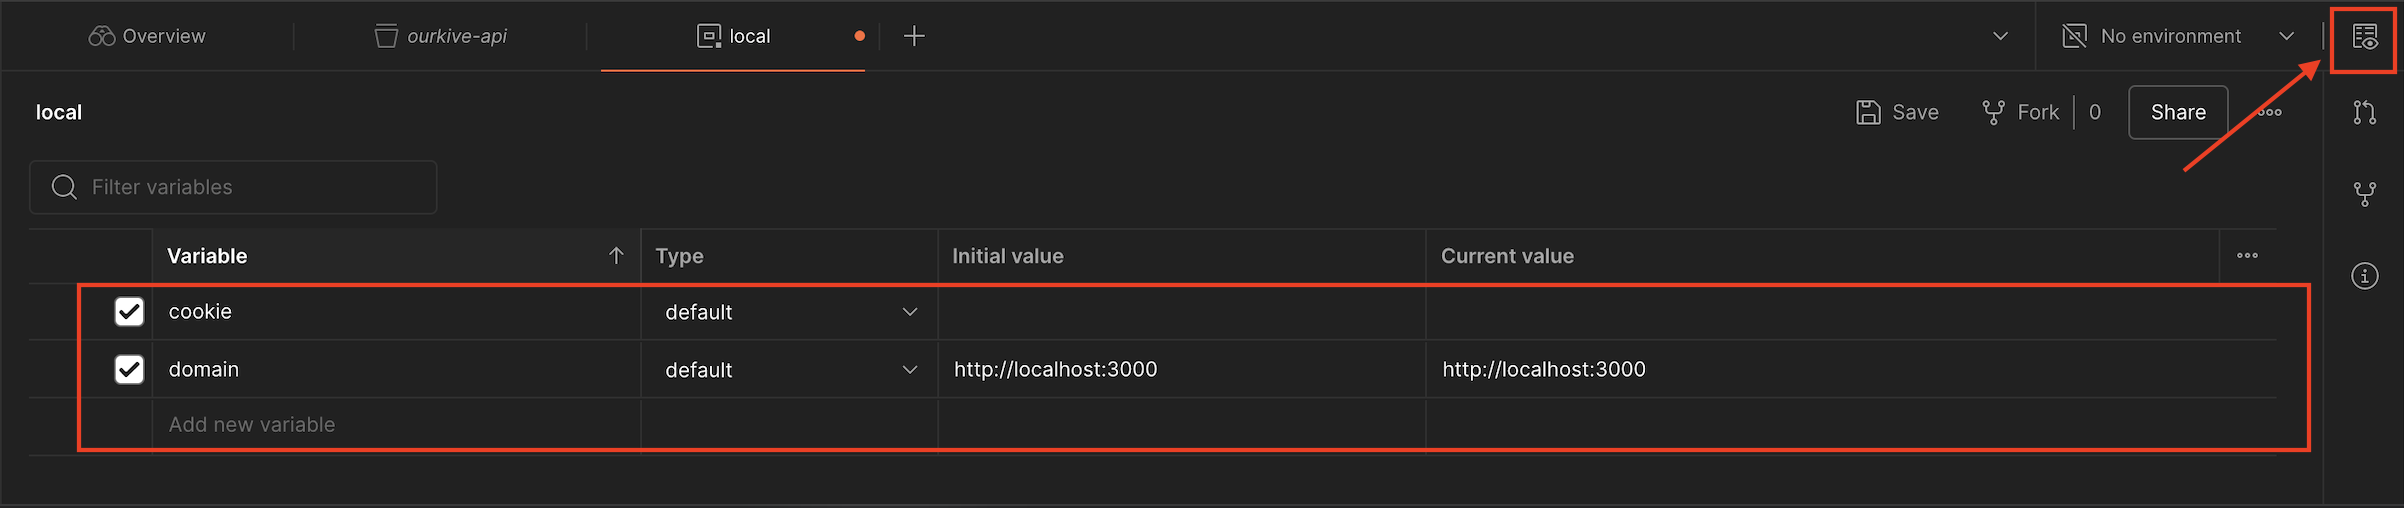 Overview ourkive-api local No environment
local Save Fork 0 Share
Filter variables
Variable Type Initial value Current value
cookie default
domain default http://localhost:3000 http://localhost:3000
Add new variable